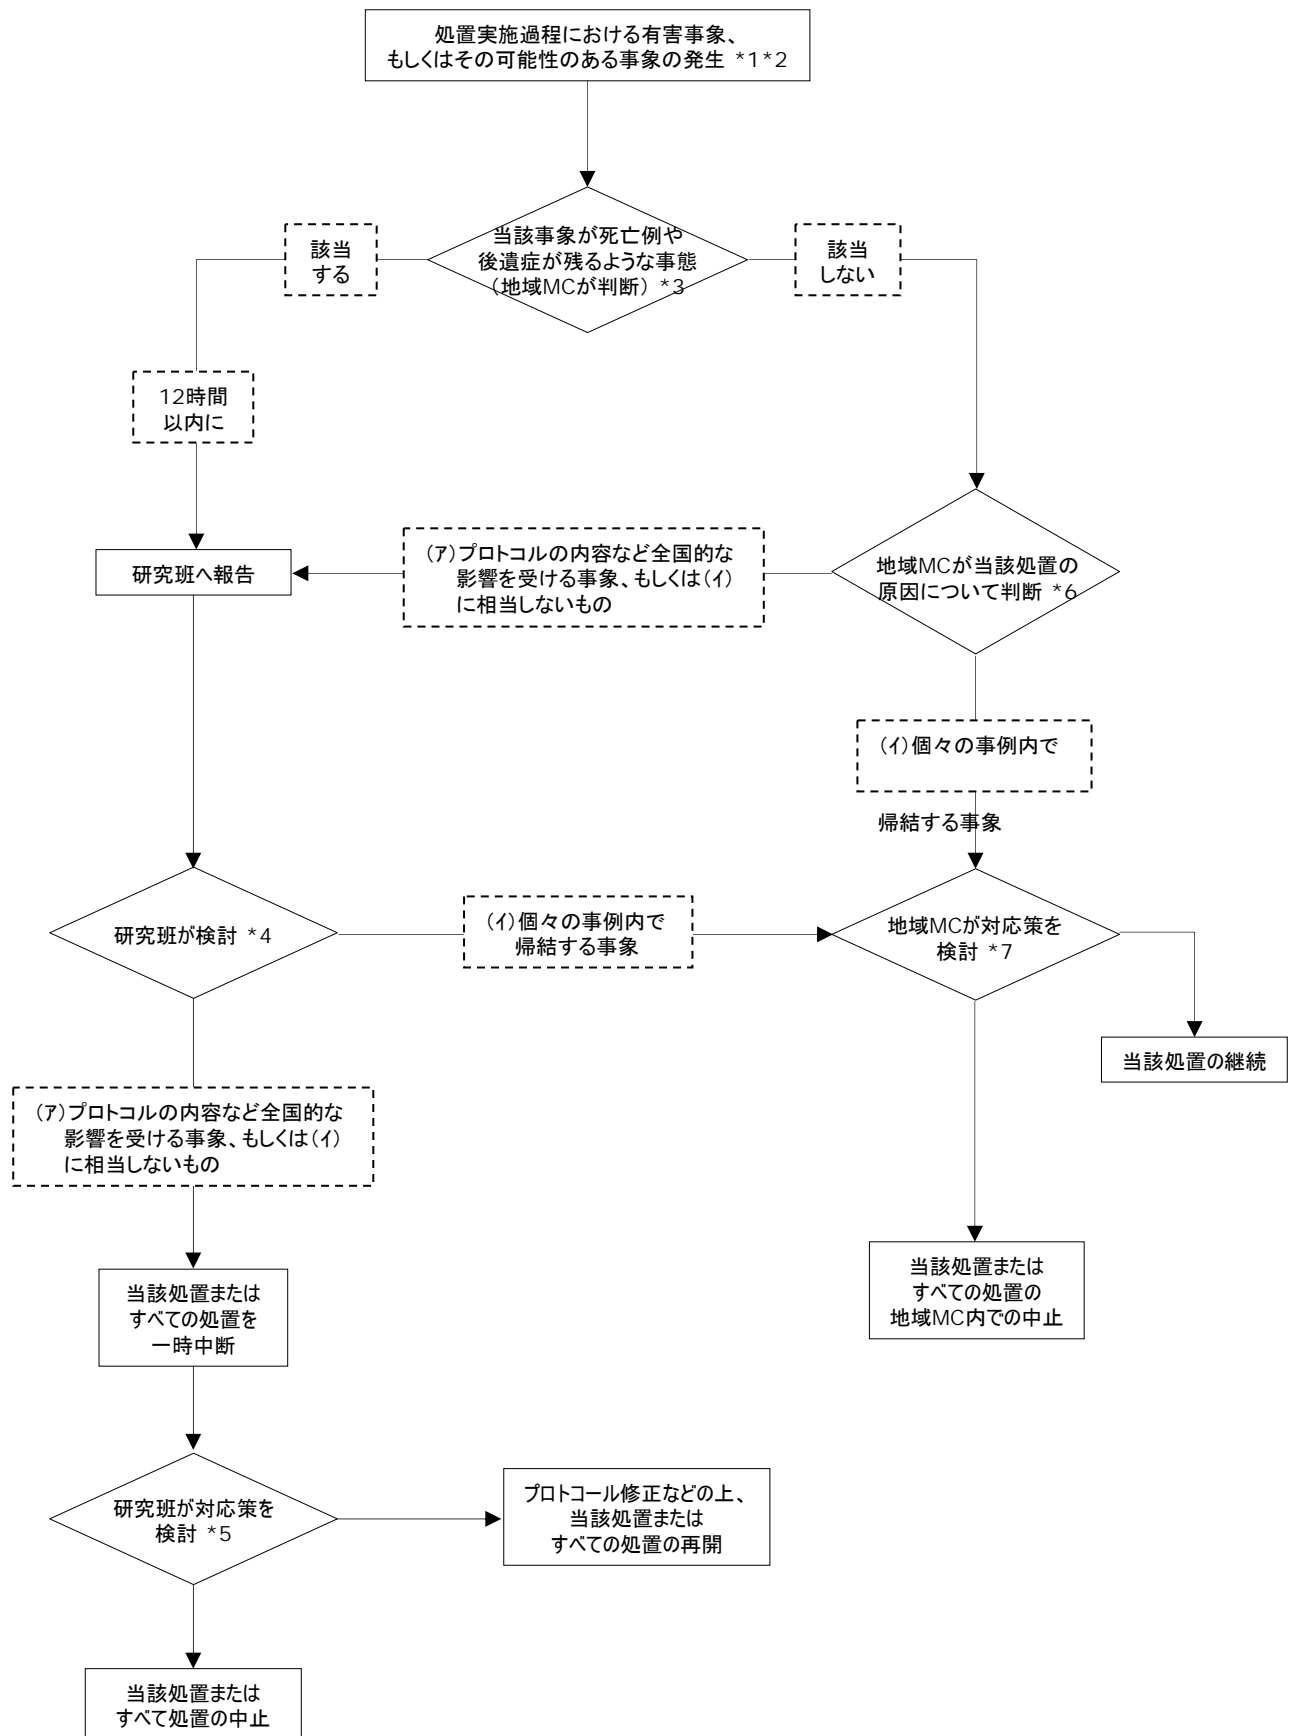 処置実施過程における有害事象、
もしくはその可能性のある事象の発生 *1*2
当該事象が死亡例や
後遺症が残るような事態
（地域MCが判断） *3
該当
する
該当
しない
12時間
以内に
研究班へ報告
（ア）プロトコルの内容など全国的な
影響を受ける事象、もしくは（イ）
に相当しないもの
地域MCが当該処置の
原因について判断 *6
（イ）個々の事例内で
帰結する事象
研究班が検討 *4
（イ）個々の事例内で
帰結する事象
地域MCが対応策を
検討 *7
当該処置の継続
（ア）プロトコルの内容など全国的な
影響を受ける事象、もしくは（イ）
に相当しないもの
当該処置または
すべての処置の
地域MC内での中止
当該処置または
すべての処置を
一時中断
研究班が対応策を
検討 *5
プロトコール修正などの上、
当該処置または
すべての処置の再開
当該処置または
すべて処置の中止